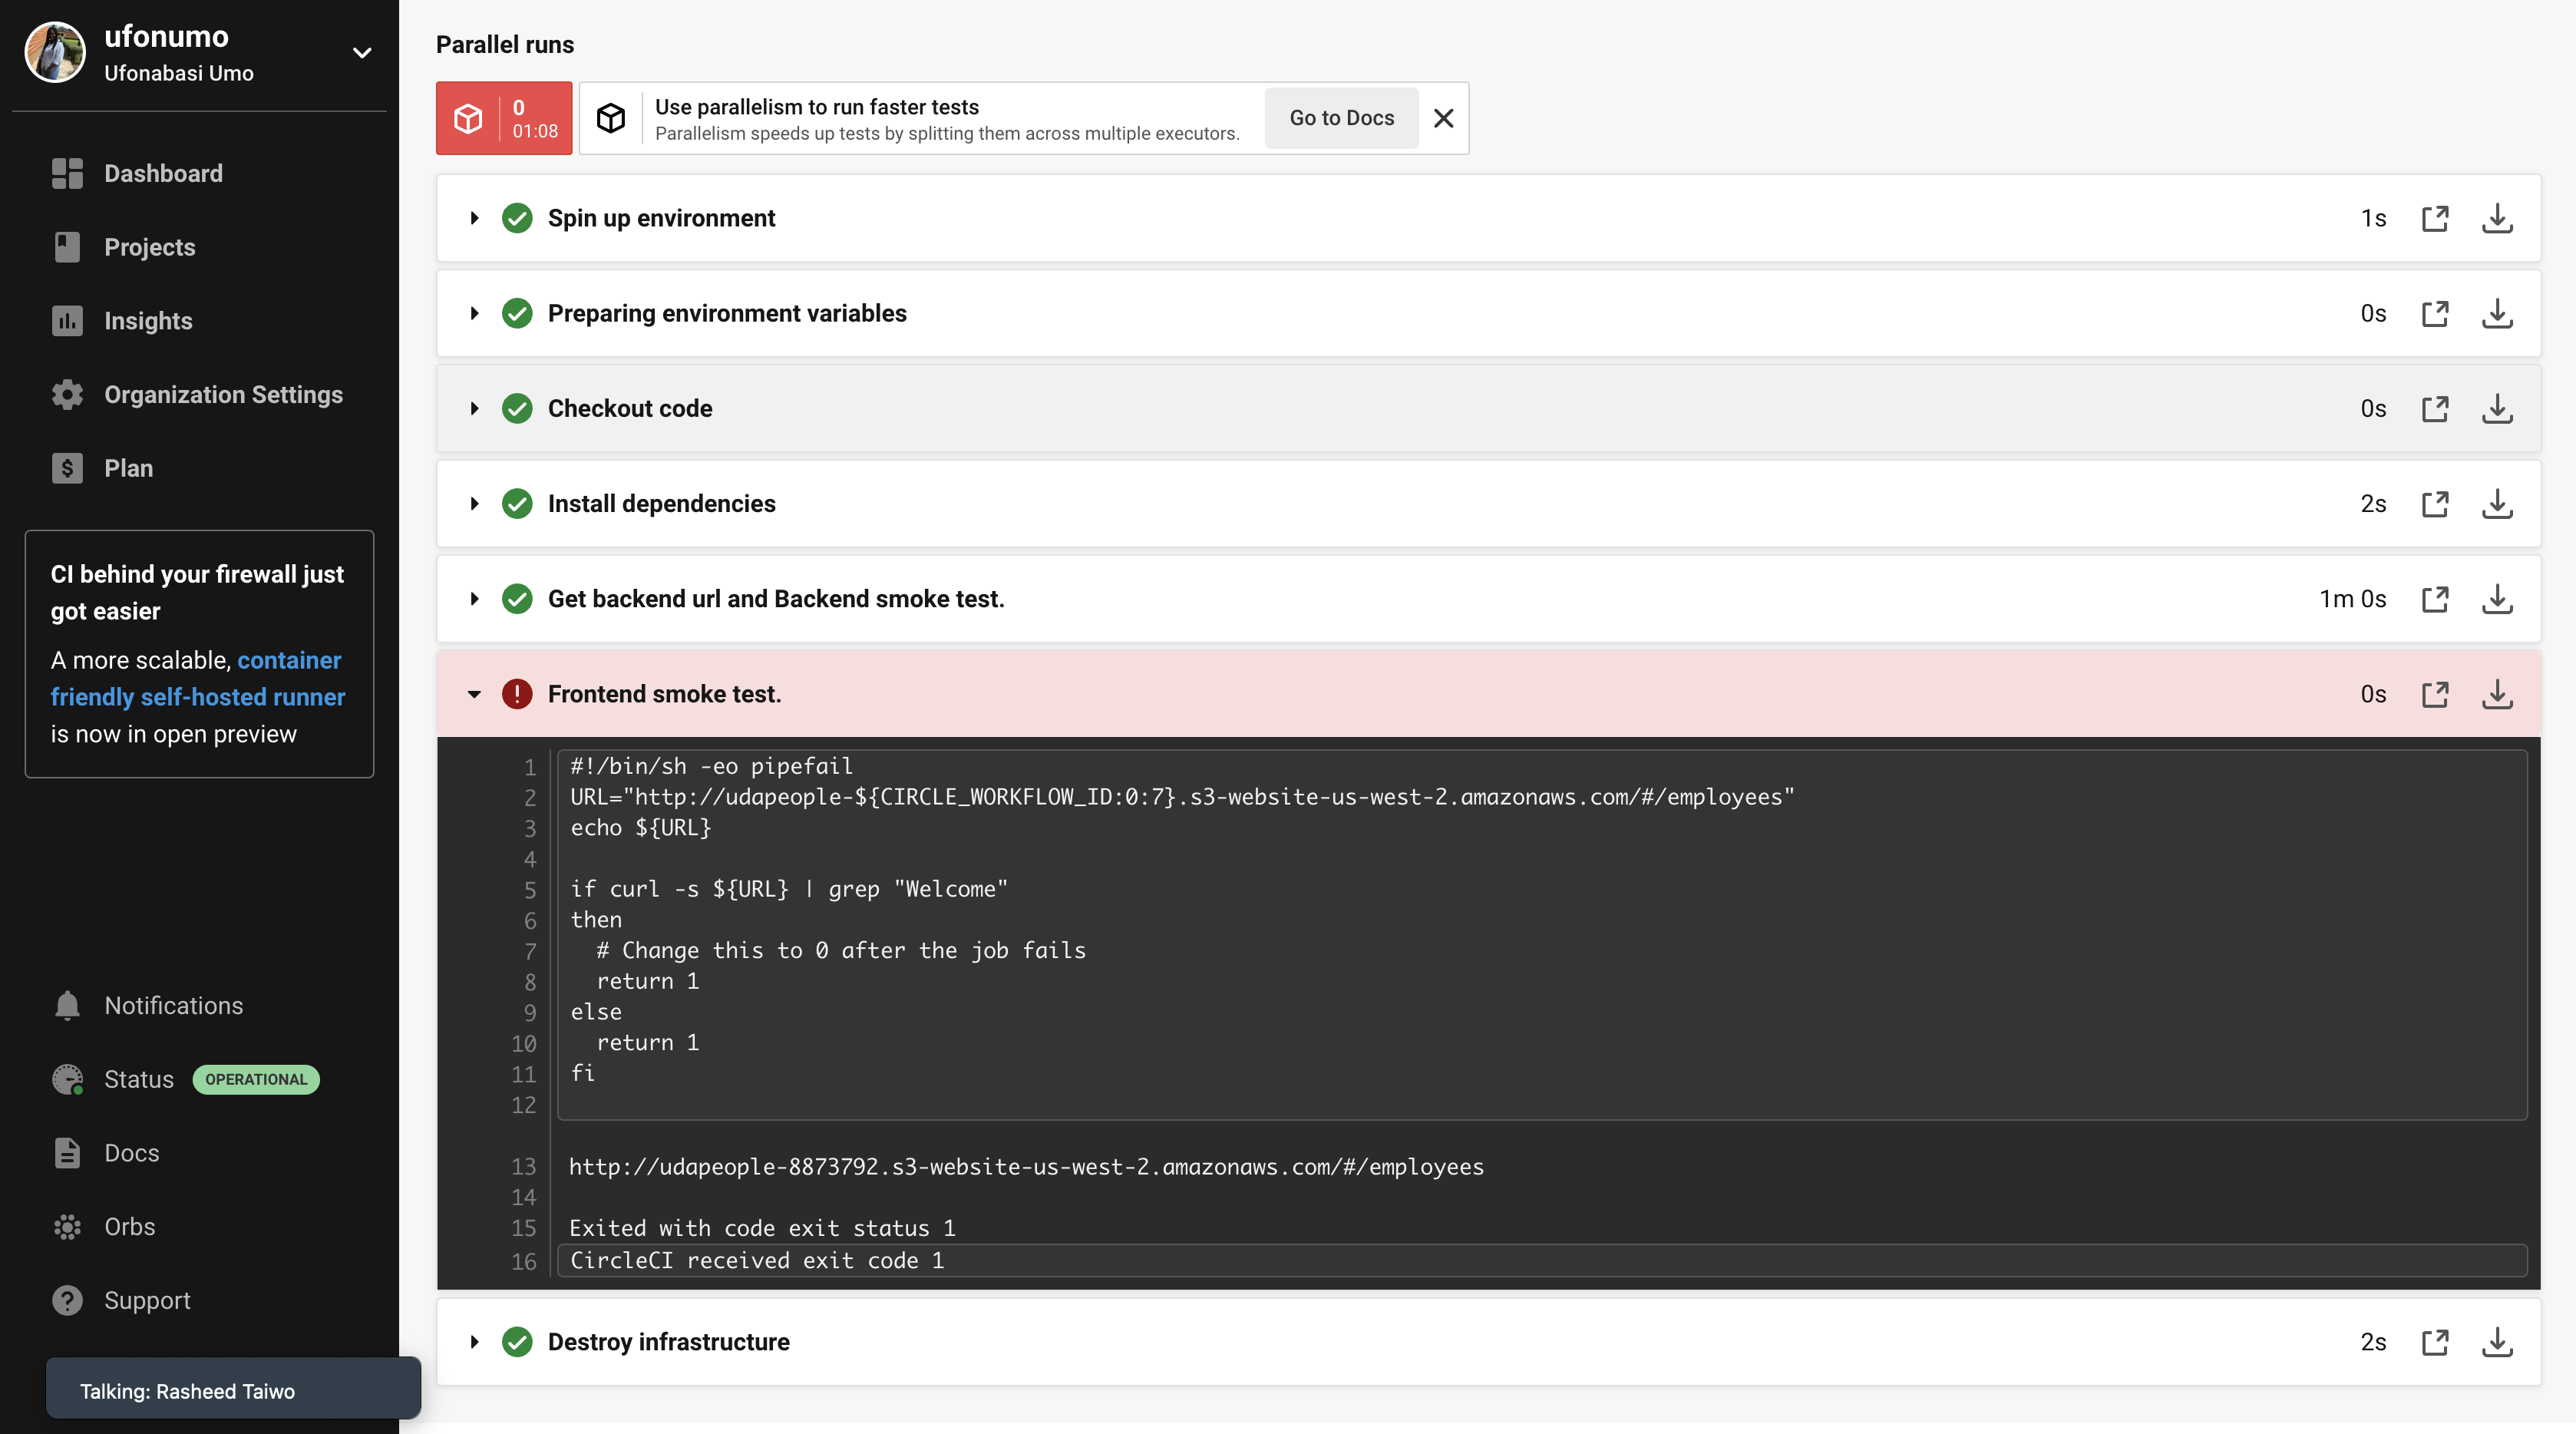 ufonumo
Ufonabasi Umo
Dashboard
Projects
Insights
Organization Settings
Plan
CI behind your firewall just
got easier
A more scalable, container
friendly self-hosted runner
is now in open preview
Notifications
Status OPERATIONAL
Docs
Orbs
Support
Talking: Rasheed Taiwo
Parallel runs
0
01:08
Use parallelism to run faster tests
Parallelism speeds up tests by splitting them across multiple executors.
Go to Docs
Spin up environment 1s
Preparing environment variables 0s
Checkout code 0s
Install dependencies 2s
Get backend url and Backend smoke test. 1m 0s
Frontend smoke test. 0s
1 #!/bin/sh -eo pipefail
2 URL="http://udapeople-${CIRCLE_WORKFLOW_ID:0:7}.s3-website-us-west-2.amazonaws.com/#/employees"
3 echo ${URL}
4
5 if curl -s ${URL} | grep "Welcome"
6 then
7   # Change this to 0 after the job fails
8   return 1
9 else
10   return 1
11 fi
12
13 http://udapeople-8873792.s3-website-us-west-2.amazonaws.com/#/employees
14
15 Exited with code exit status 1
16 CircleCI received exit code 1
Destroy infrastructure 2s